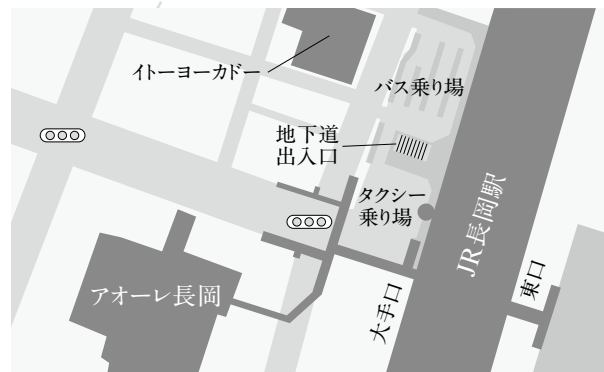 イトーヨーカドー
バス乗り場
地下道
出入口
タクシー
乗り場
JR長岡駅
アオーレ長岡
大手口
東口